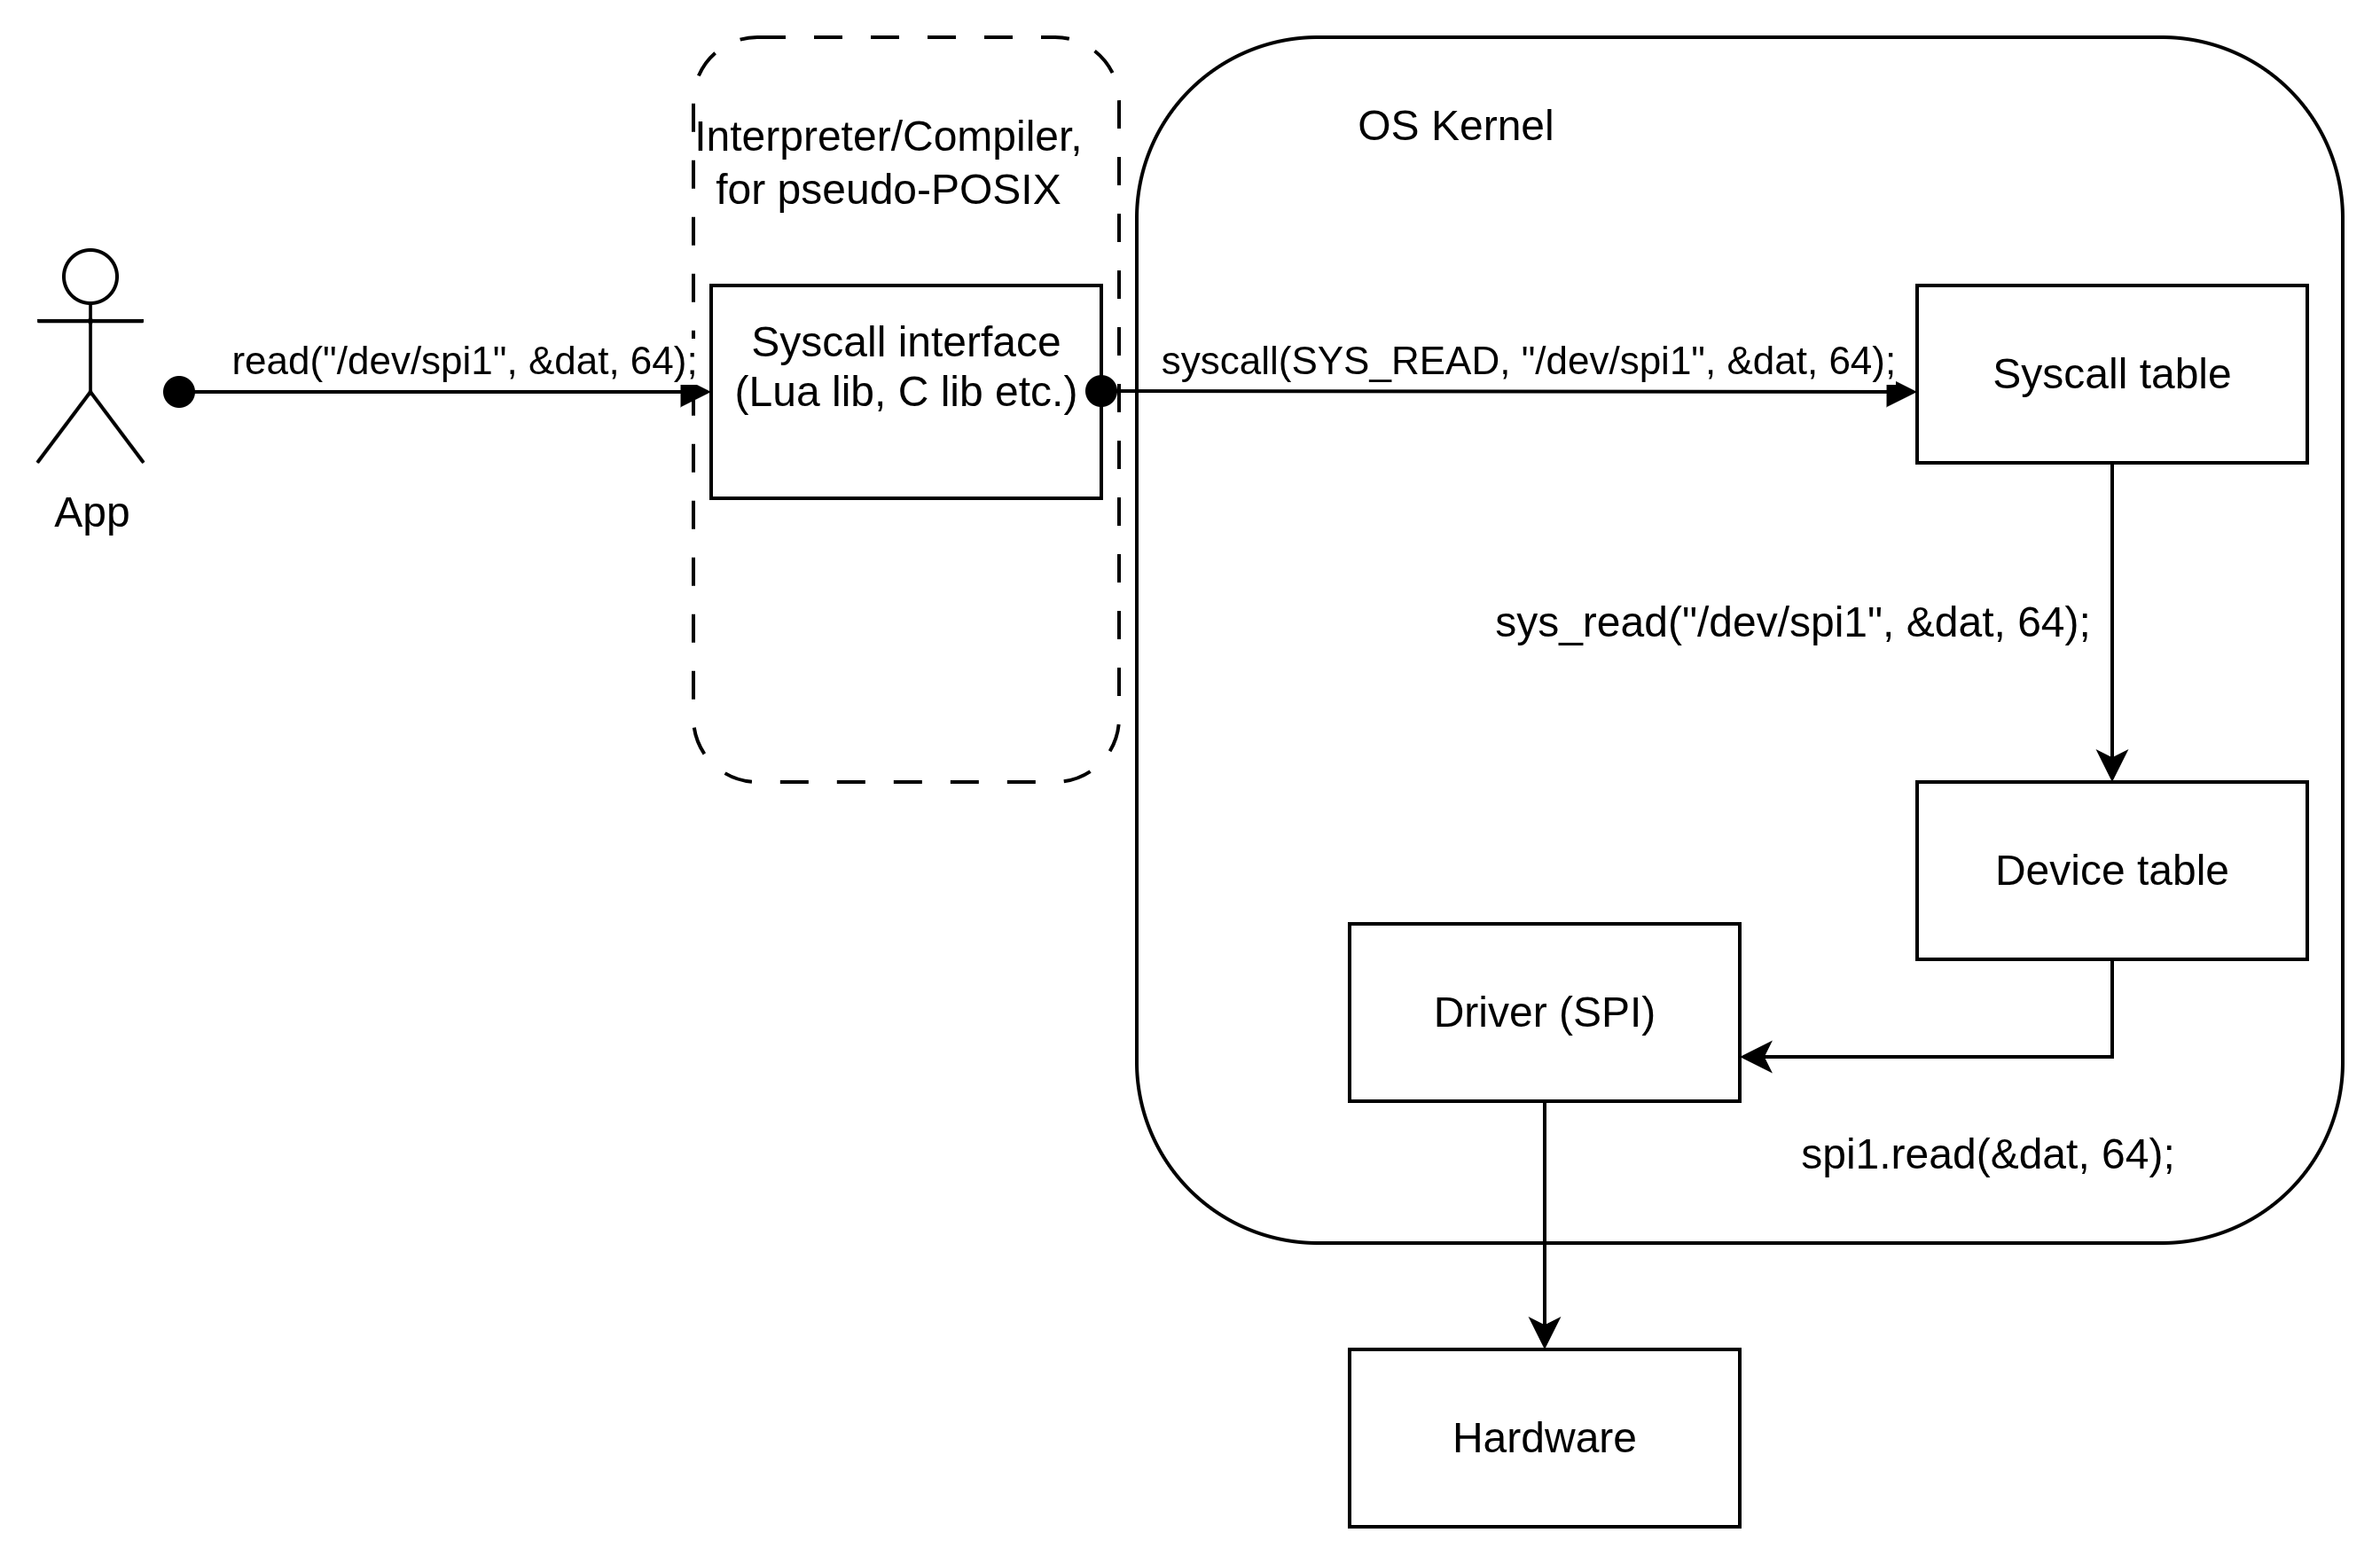 Interpreter/Compiler,
for pseudo-POSIX
OS Kernel
App
read("/dev/spi1", &dat, 64);
Syscall interface
(Lua lib, C lib etc.)
syscall(SYS_READ, "/dev/spi1", &dat, 64);
Syscall table
sys_read("/dev/spi1", &dat, 64);
Device table
Driver (SPI)
spi1.read(&dat, 64);
Hardware